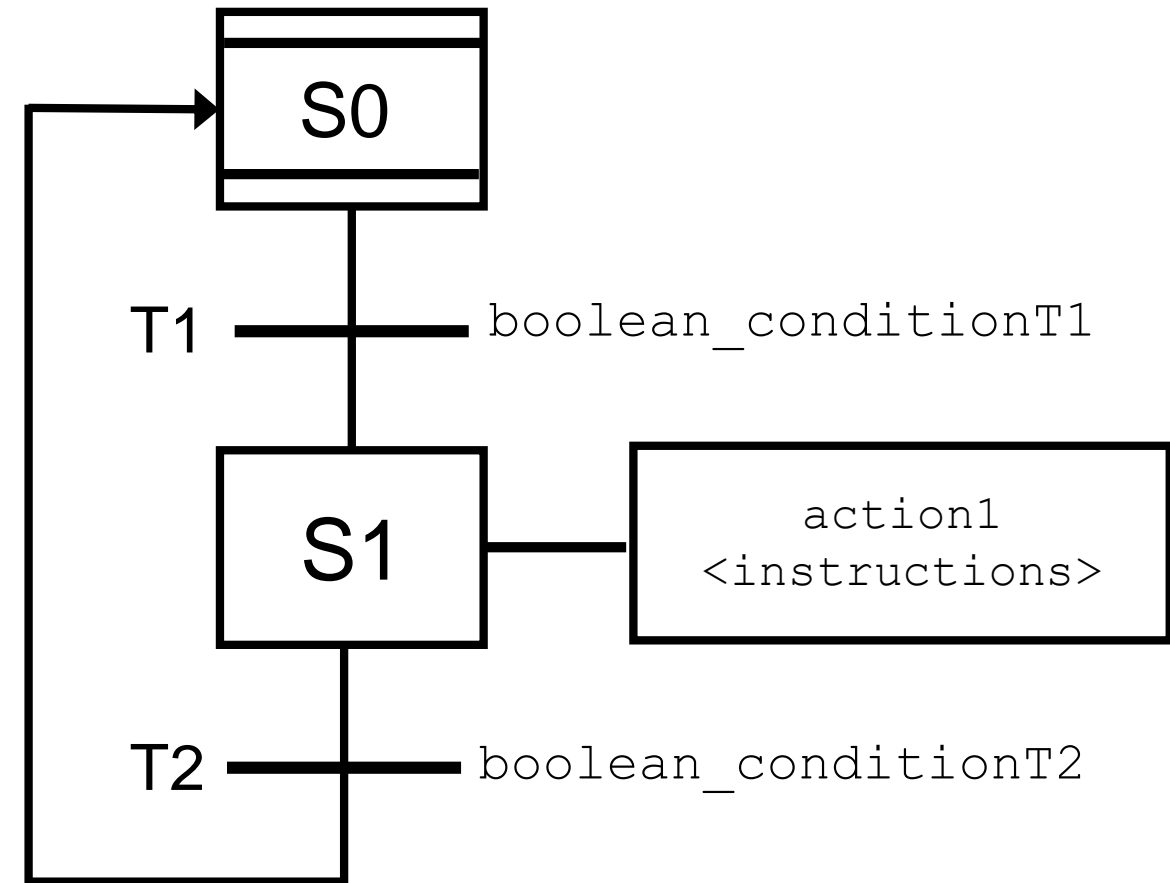 S0
T1 boolean_conditionT1
S1
action1
<instructions>
T2 boolean_conditionT2